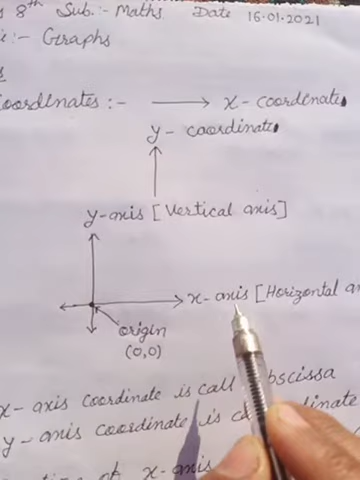 8th Sub.:- Maths Date 16.01.2021
:- Graphs
Coordinates :- → x-coordinate
y-coordinate
y-axis [Vertical axis]
x-axis [Horizontal
origin
(0,0)
x-axis coordinate is call
y-axis coordinate is
of x-axis